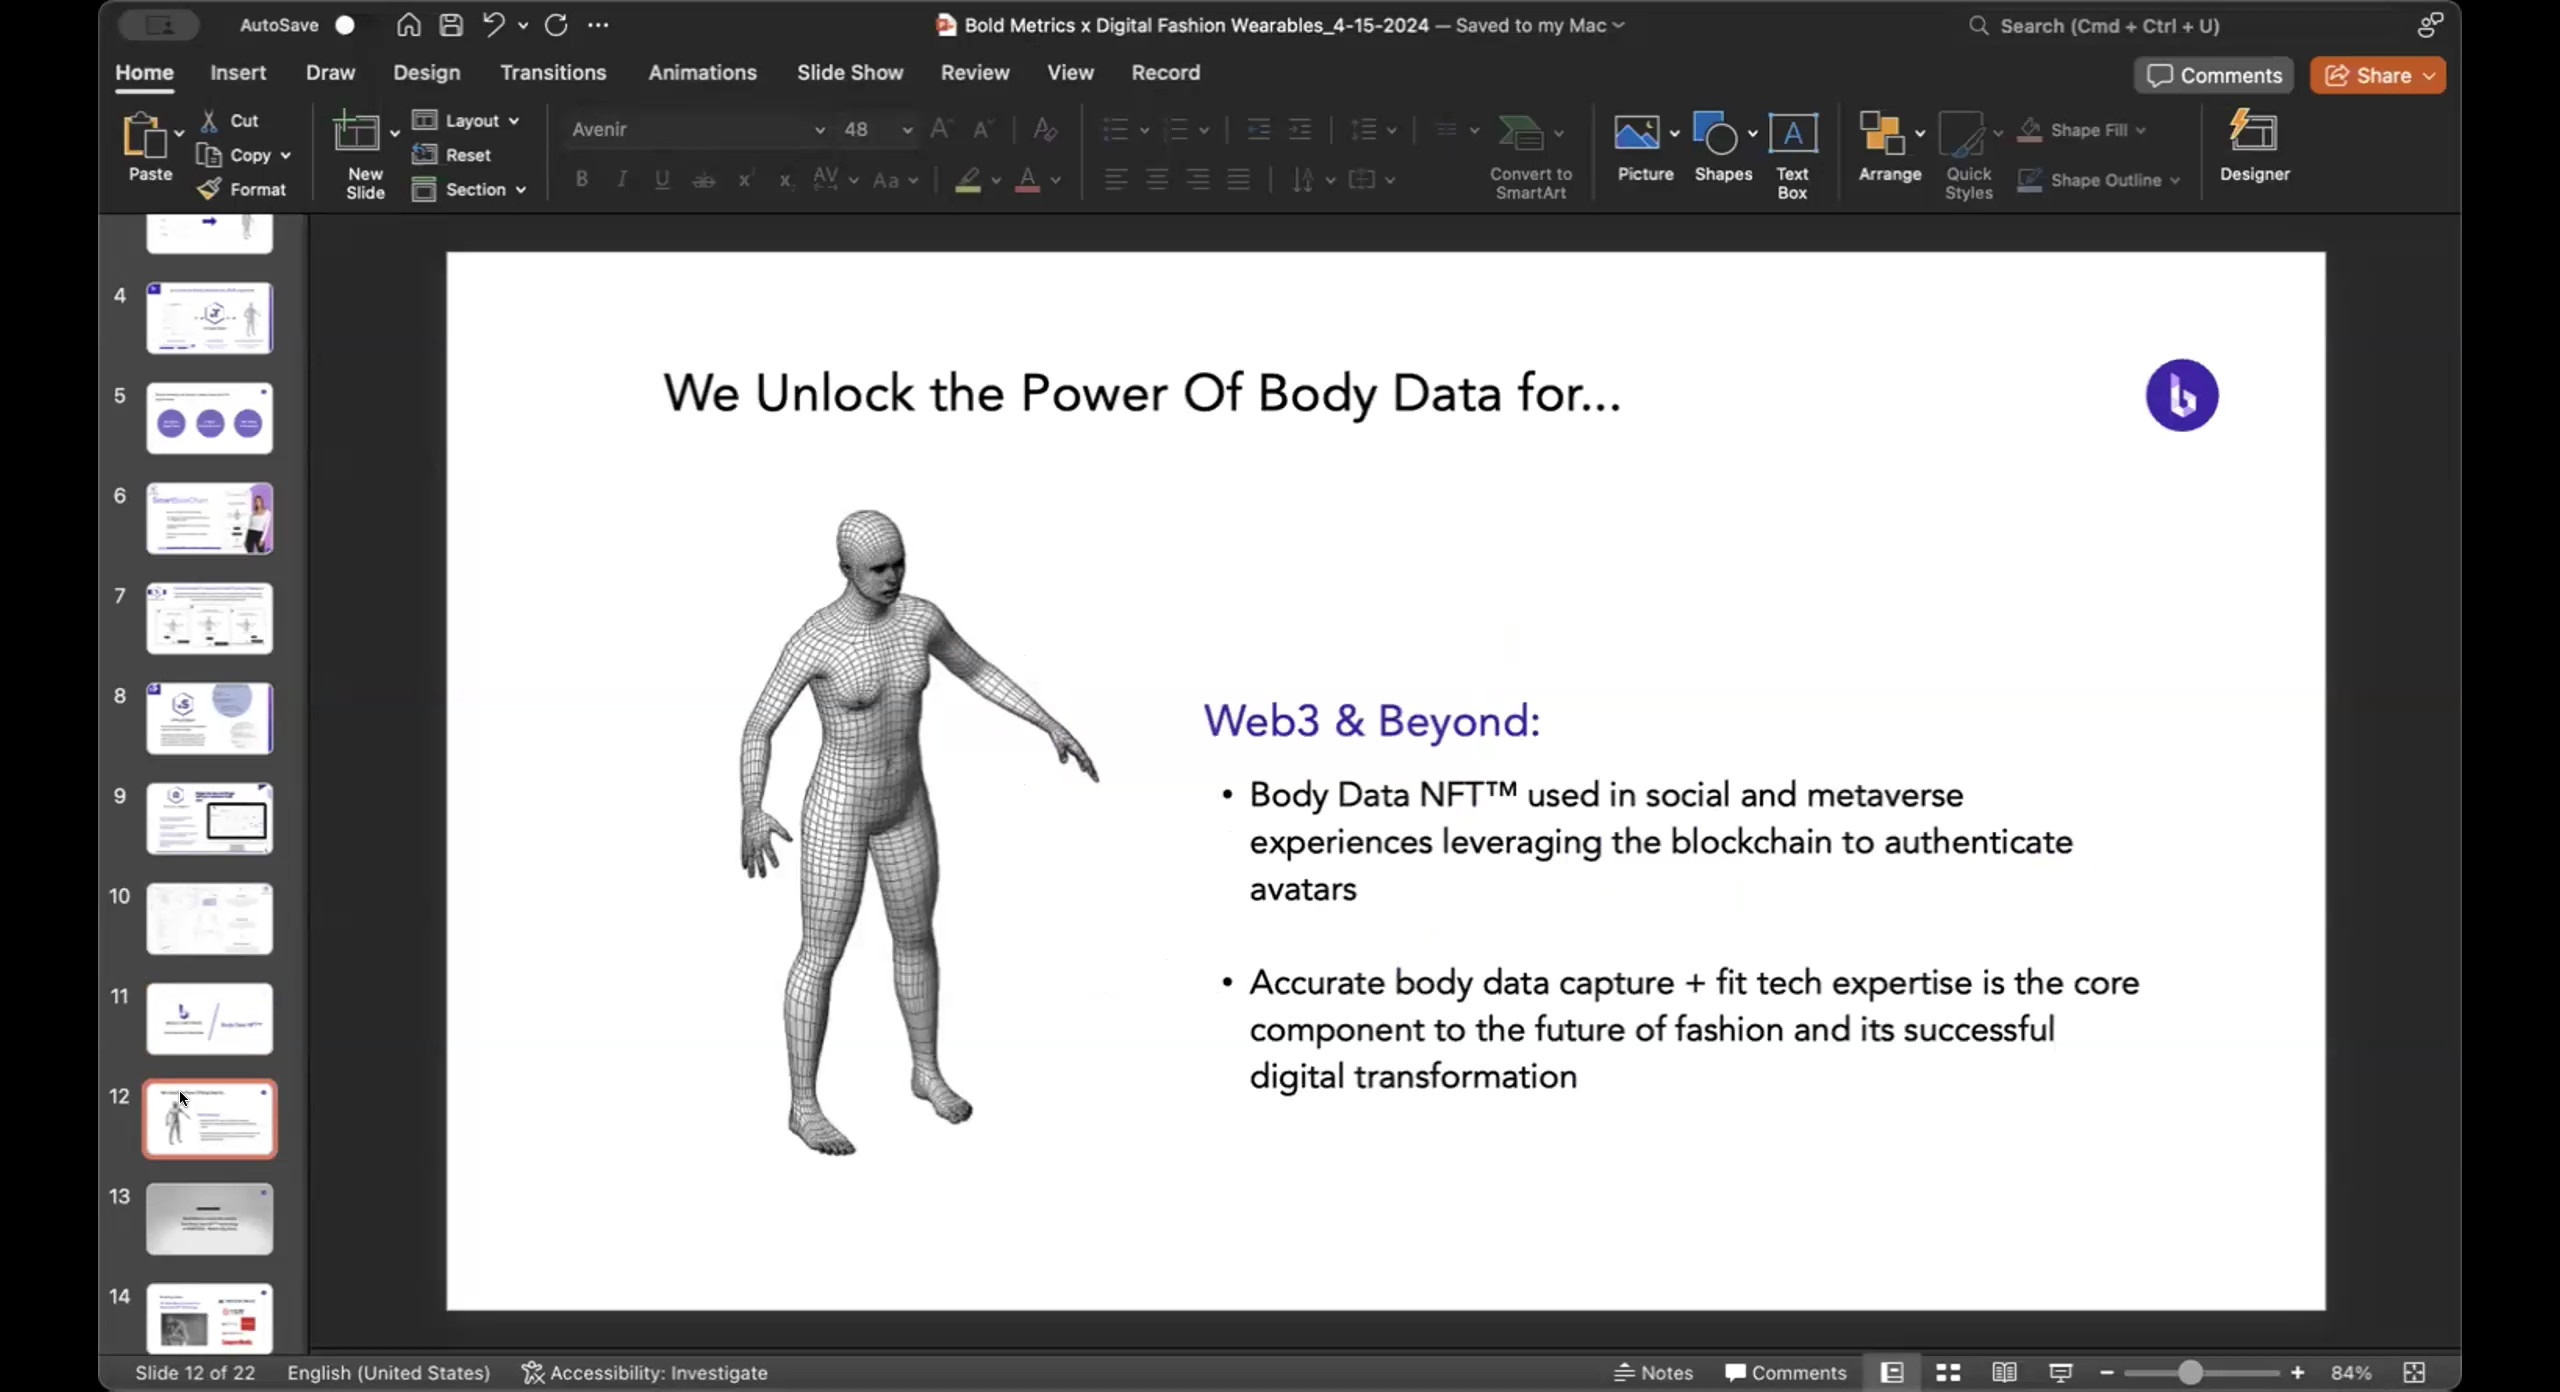 AutoSave
Bold Metrics x Digital Fashion Wearables_4-15-2024 — Saved to my Mac
Search (Cmd + Ctrl + U)
Home Insert Draw Design Transitions Animations Slide Show Review View Record
Comments Share
Paste
Cut
Copy
Format
New
Slide
Layout
Reset
Section
Avenir 48
Convert to
SmartArt
Picture
Shapes
Text
Box
Arrange
Quick
Styles
Shape Fill
Shape Outline
Designer
4
5
6
7
8
9
10
11
12
13
14
We Unlock the Power Of Body Data for...
Web3 & Beyond:
• Body Data NFT™ used in social and metaverse
experiences leveraging the blockchain to authenticate
avatars
• Accurate body data capture + fit tech expertise is the core
component to the future of fashion and its successful
digital transformation
Slide 12 of 22 English (United States) Accessibility: Investigate Notes Comments 84%